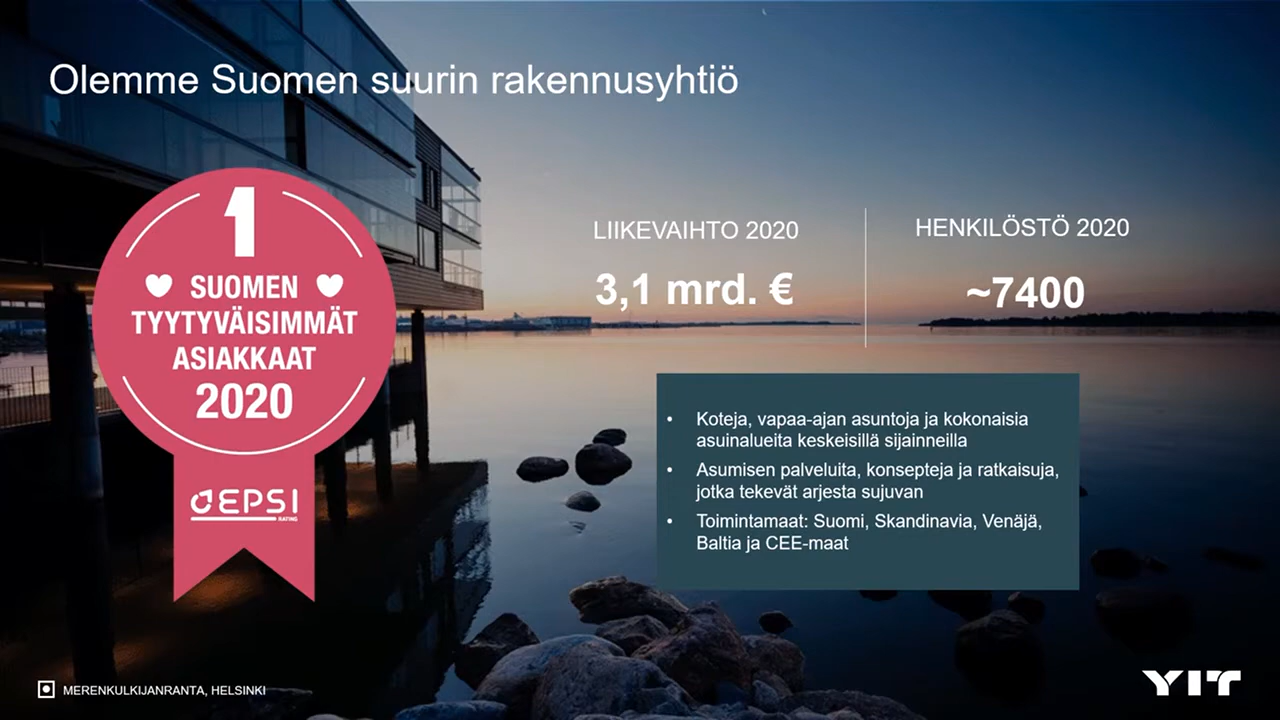 Olemme Suomen suurin rakennusyhtiö
1
SUOMEN
TYYTYVÄISIMMÄT
ASIAKKAAT
2020
EPSI
RATING
LIIKEVAIHTO 2020
3,1 mrd. €
HENKILÖSTÖ 2020
~7400
• Koteja, vapaa-ajan asuntoja ja kokonaisia
asuinalueita keskeisillä sijainneilla
• Asumisen palveluita, konsepteja ja ratkaisuja,
jotka tekevät arjesta sujuvan
• Toimintamaat: Suomi, Skandinavia, Venäjä,
Baltia ja CEE-maat
MERENKULKIJANRANTA, HELSINKI
YIT